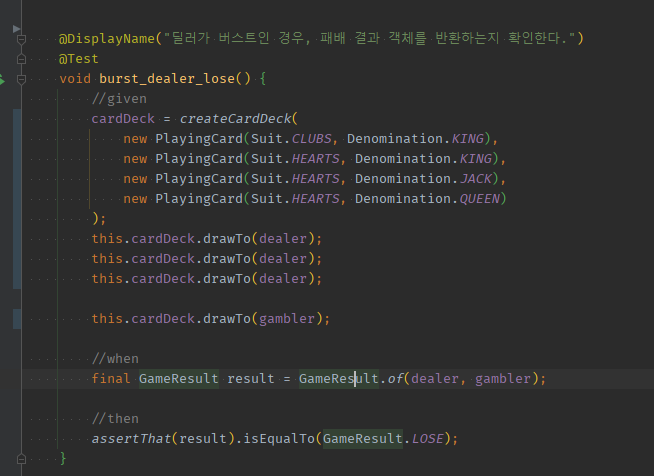 @DisplayName("딜러가 버스트인 경우, 패배 결과 객체를 반환하는지 확인한다.")
@Test
void burst_dealer_lose() {
//given
cardDeck = createCardDeck(
new PlayingCard(Suit.CLUBS, Denomination.KING),
new PlayingCard(Suit.HEARTS, Denomination.KING),
new PlayingCard(Suit.HEARTS, Denomination.JACK),
new PlayingCard(Suit.HEARTS, Denomination.QUEEN)
);
this.cardDeck.drawTo(dealer);
this.cardDeck.drawTo(dealer);
this.cardDeck.drawTo(dealer);
this.cardDeck.drawTo(gambler);
//when
final GameResult result = GameResult.of(dealer, gambler);
//then
assertThat(result).isEqualTo(GameResult.LOSE);
}